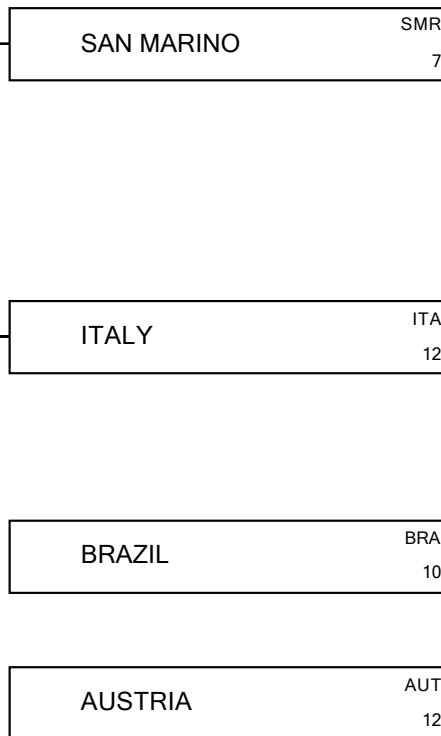 SAN MARINO SMR
7
ITALY ITA
12
BRAZIL BRA
10
AUSTRIA AUT
12